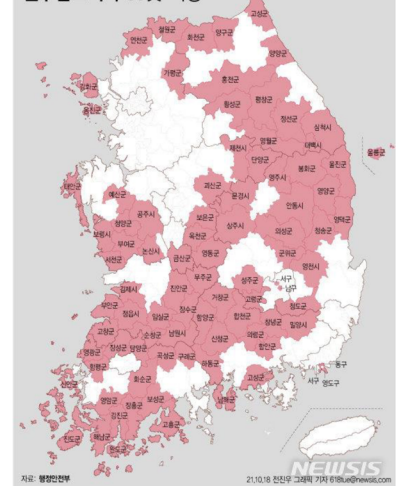 고성군
철원군 화천군 양구군
연천군
양양군
가평군 홍천군
강화군
횡성군 평창군
옹진군
정선군
삼척시
영월군 태백시
제천시
단양군
울릉군
봉화군 울진군
영주시
태안군
예산군
괴산군
문경시
영양군
안동시
공주시
청양군
보은군
상주시
의성군
청송군
영덕군
보령시
부여군
옥천군
논산시
서천군
금산군
영동군
군위군
영천시
무주군
성주군
서구
남구
김제시
진안군
거창군
고령군
청도군
부안군
정읍시
임실군
장수군
함양군
합천군
창녕군
밀양시
고창군
순창군
남원시
산청군
의령군
함안군
장성군 담양군
영광군
곡성군 구례군
하동군
함평군
동구
신안군
화순군
고성군
서구 영도구
영암군
장흥군
보성군
남해군
강진군
고흥군
진도군
해남군
완도군
자료: 행정안전부
21,10,18 전진우 그래픽 기자 618tue@newsis.com
NEWSIS